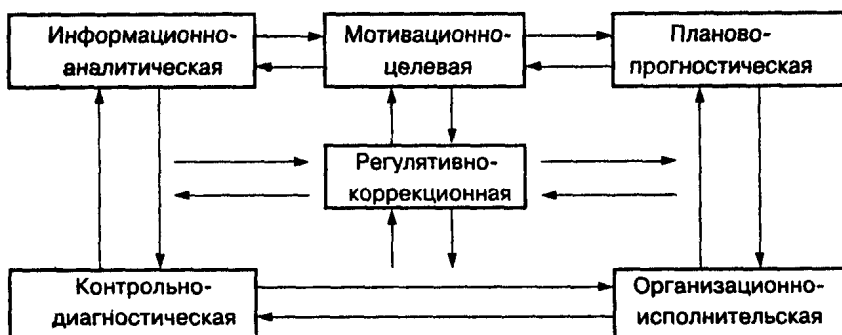 Информационно-
аналитическая
Мотивационно-
целевая
Планово-
прогностическая
Регулятивно-
коррекционная
Контрольно-
диагностическая
Организационно-
исполнительская